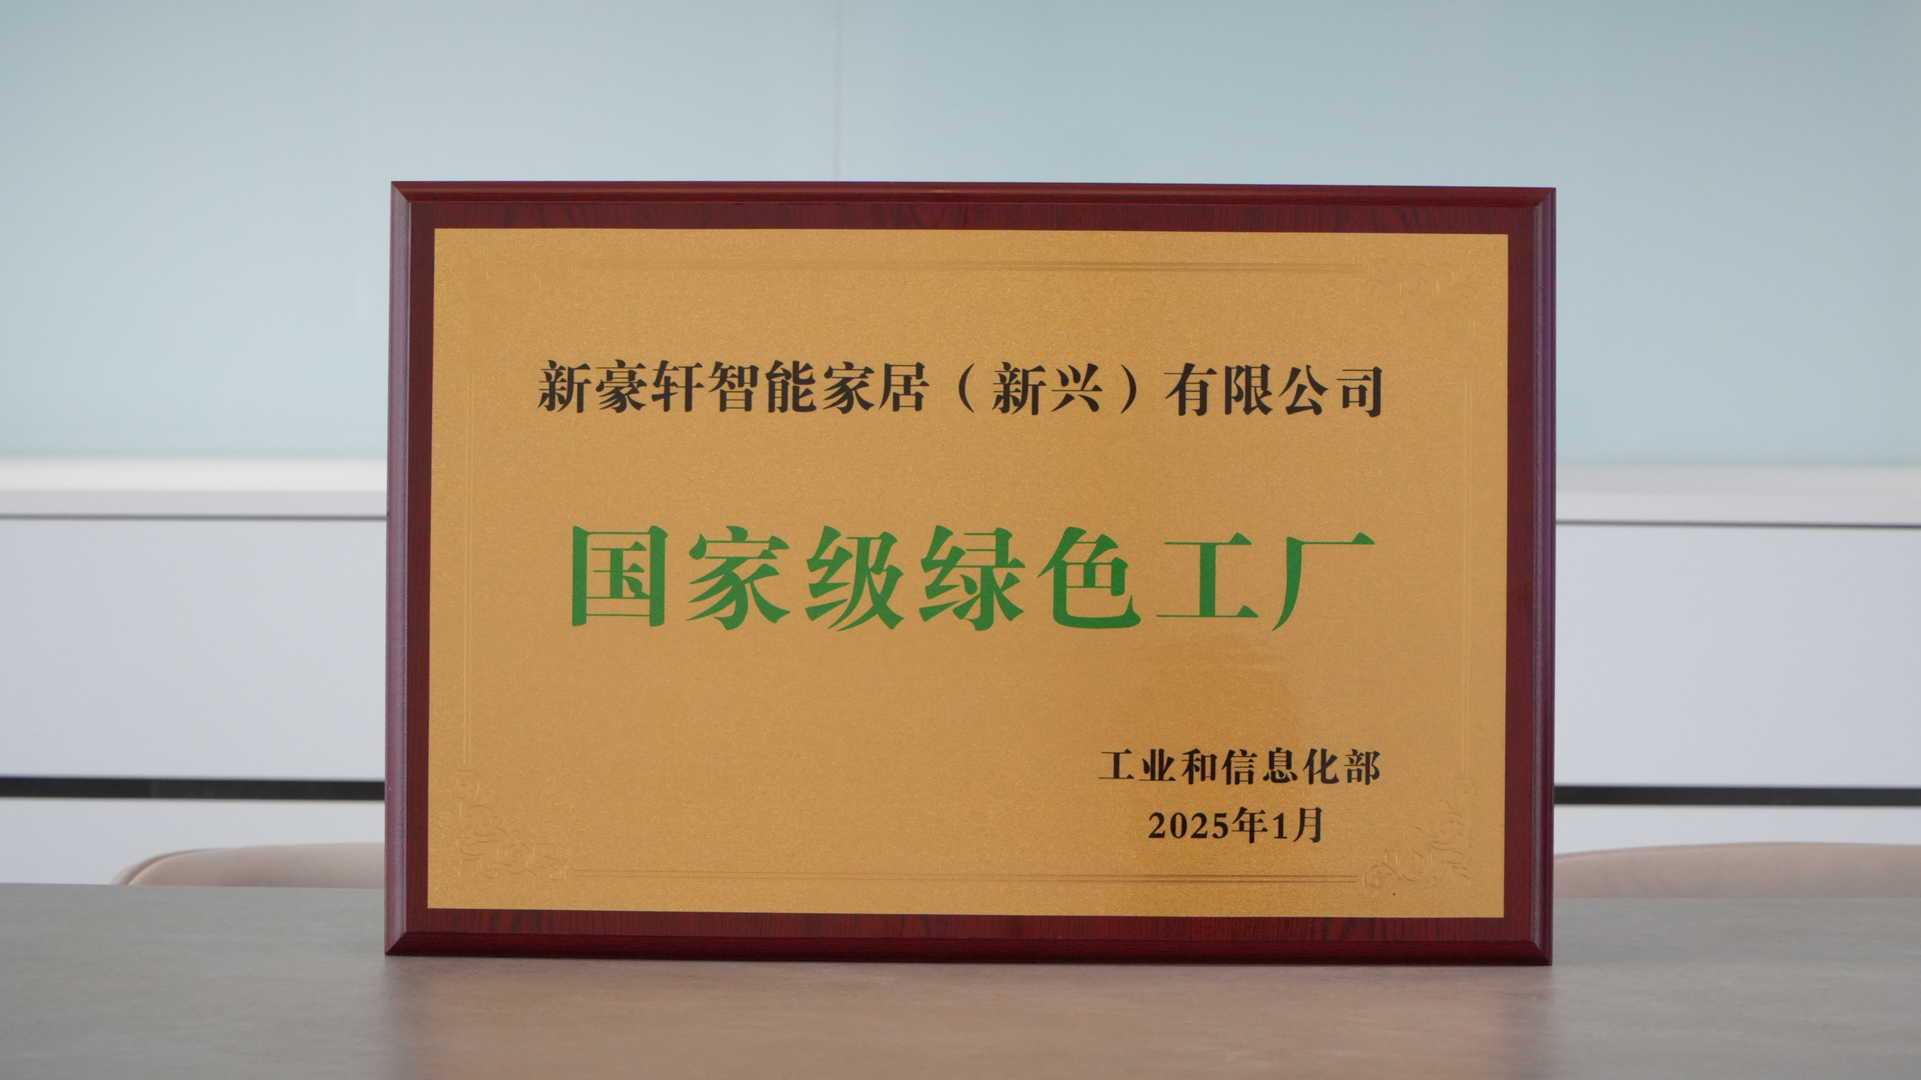 新豪轩智能家居（新兴）有限公司
国家级绿色工厂
工业和信息化部
2025年1月